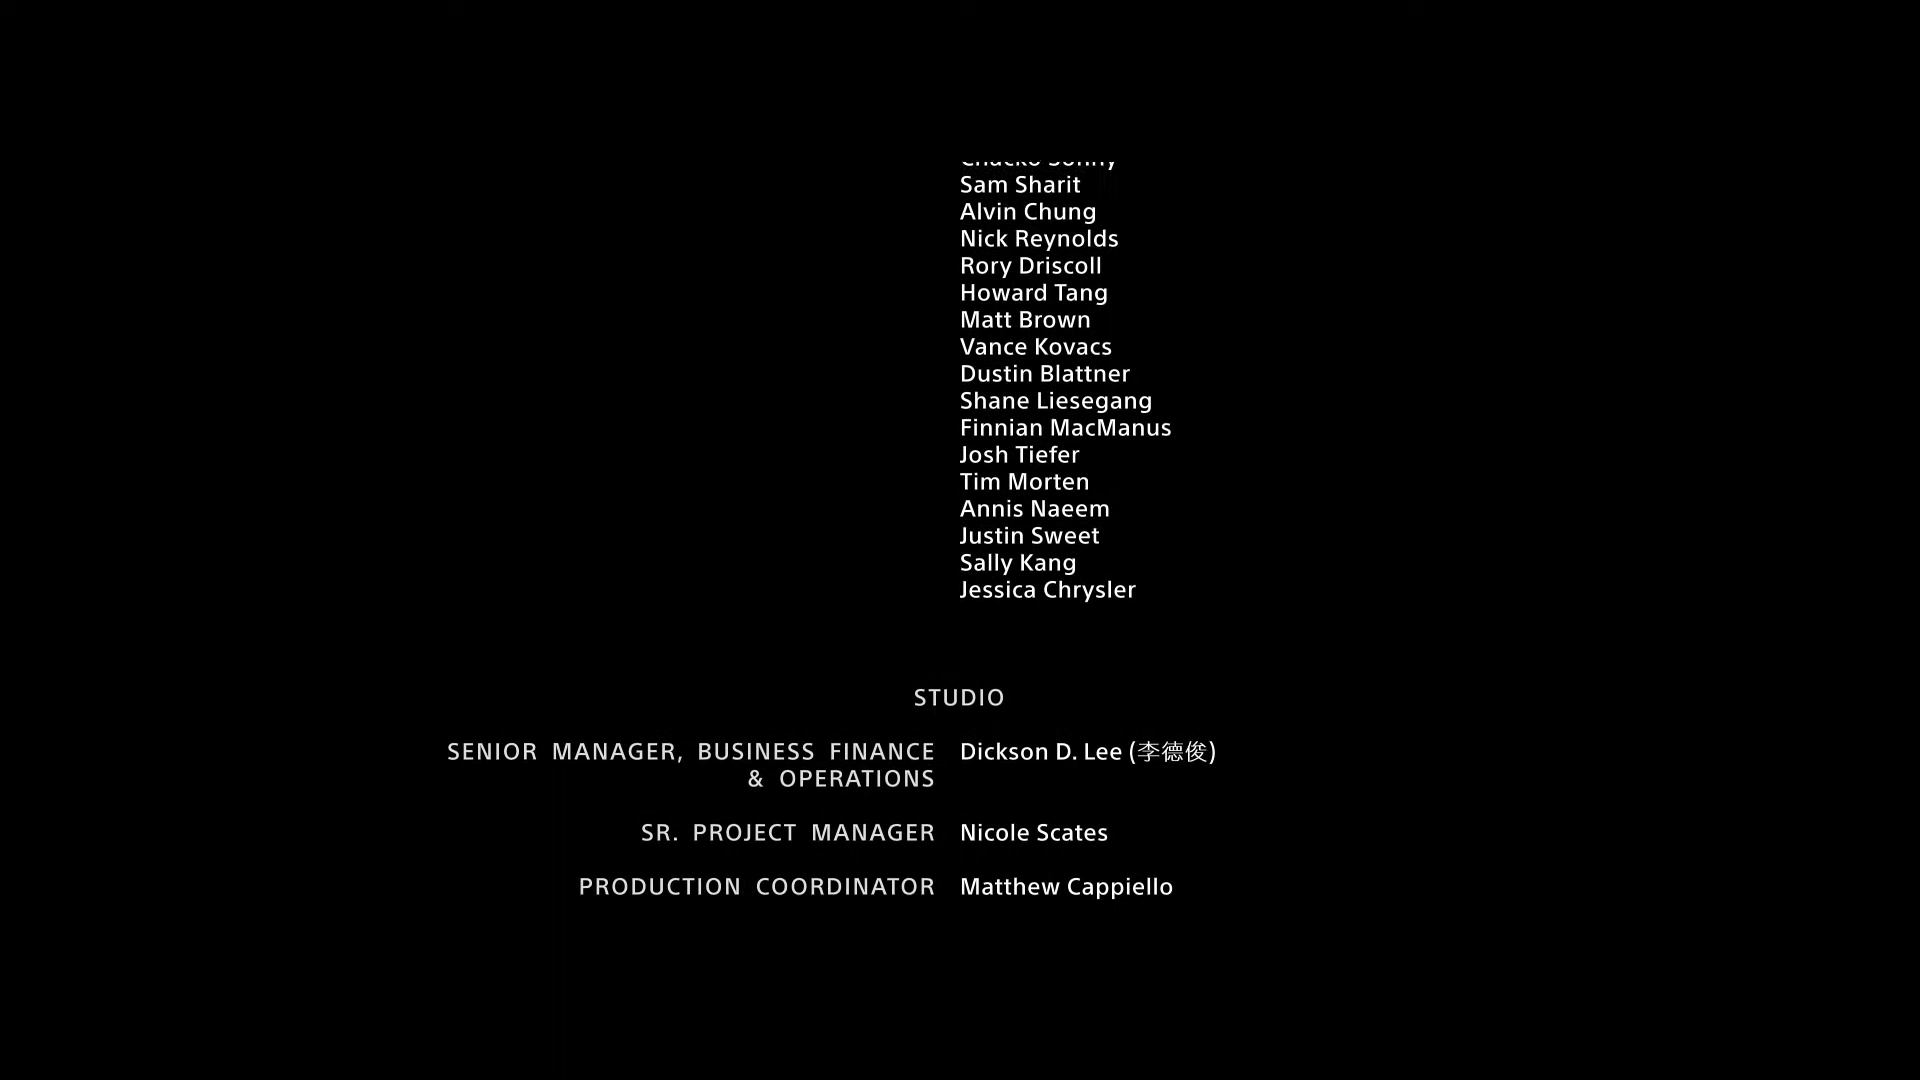 Chacko Sonny
Sam Sharit
Alvin Chung
Nick Reynolds
Rory Driscoll
Howard Tang
Matt Brown
Vance Kovacs
Dustin Blattner
Shane Liesegang
Finnian MacManus
Josh Tiefer
Tim Morten
Annis Naeem
Justin Sweet
Sally Kang
Jessica Chrysler
STUDIO
SENIOR MANAGER, BUSINESS FINANCE Dickson D. Lee (李德俊)
& OPERATIONS
SR. PROJECT MANAGER Nicole Scates
PRODUCTION COORDINATOR Matthew Cappiello